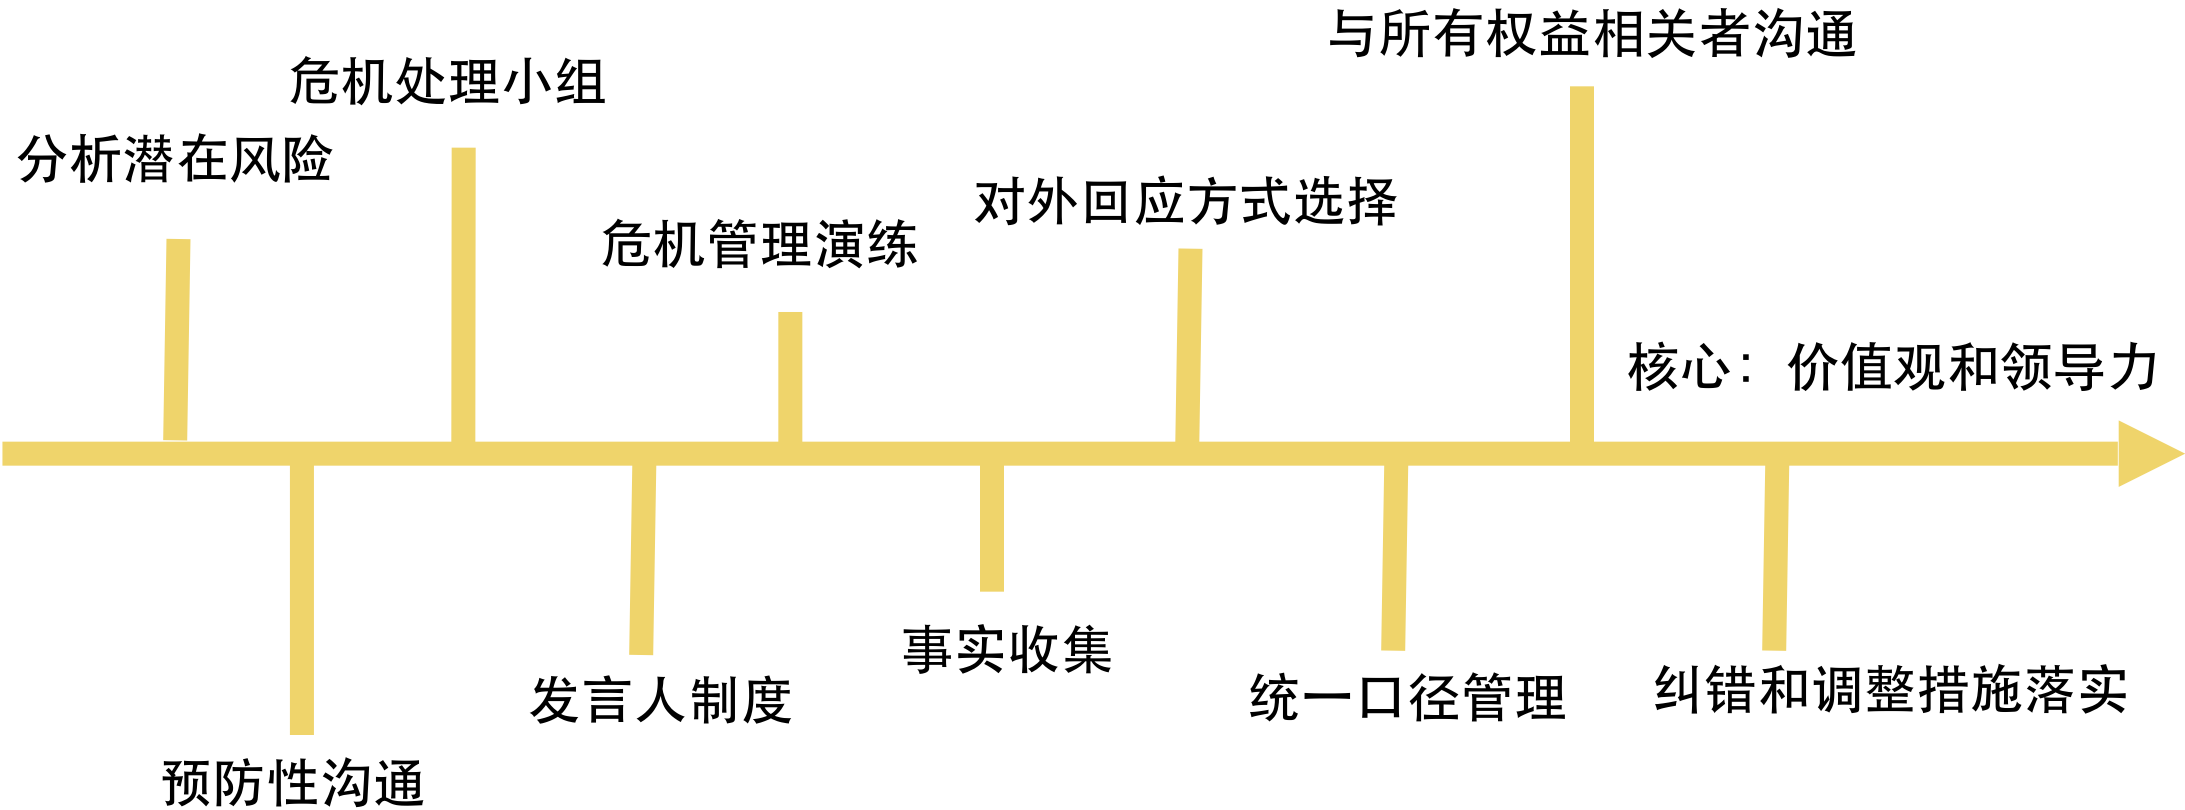 与所有权益相关者沟通
危机处理小组
分析潜在风险
对外回应方式选择
危机管理演练
核心：价值观和领导力
事实收集
纠错和调整措施落实
发言人制度
统一口径管理
预防性沟通